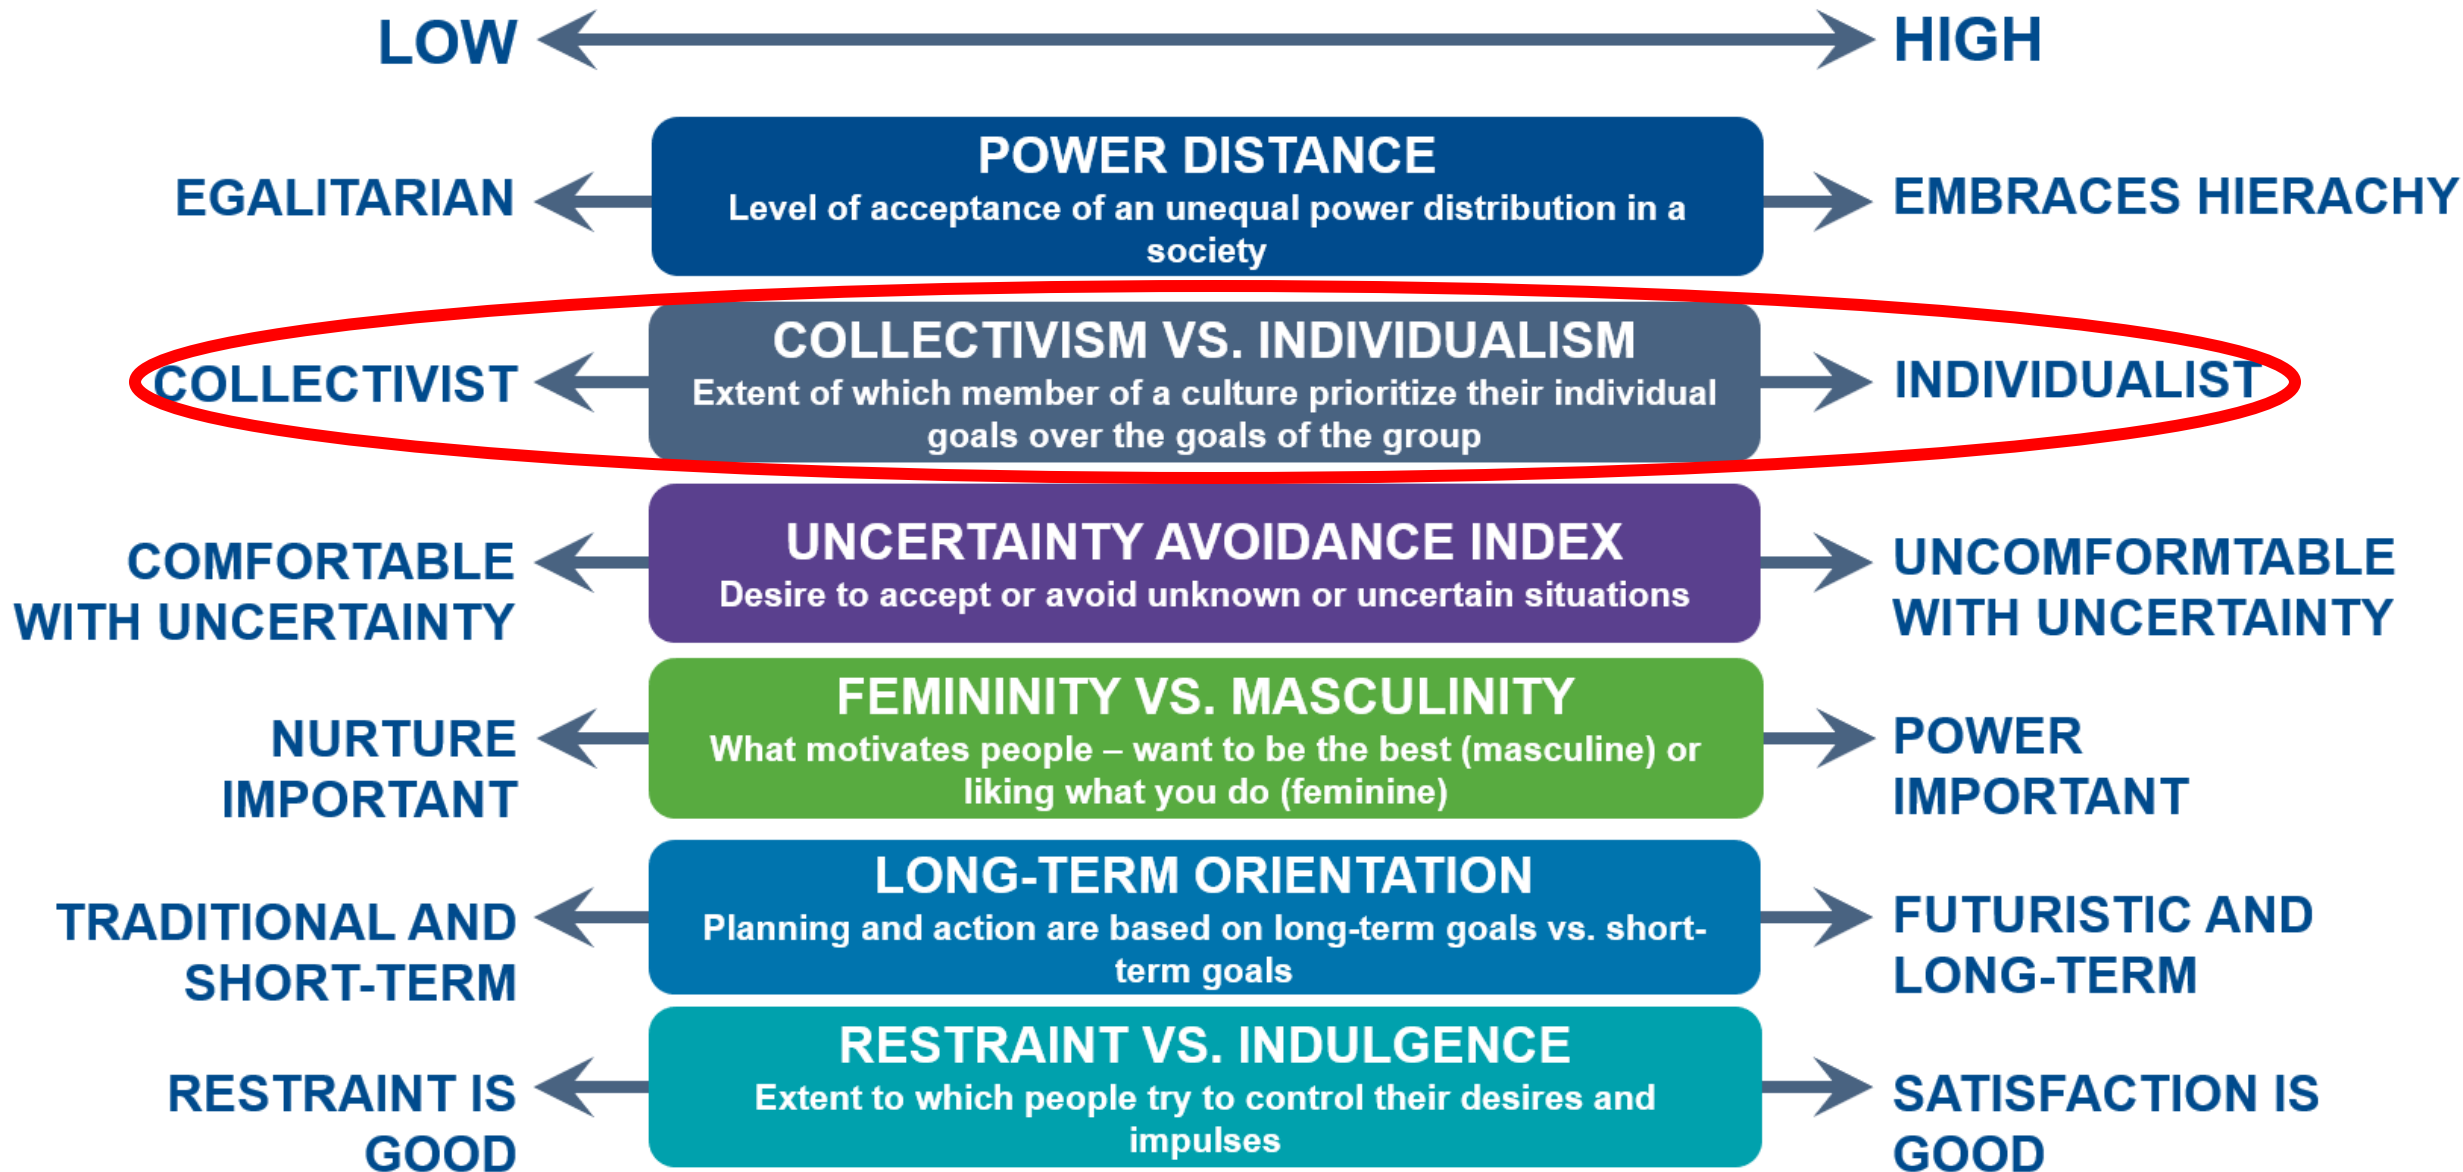 LOW
HIGH
POWER DISTANCE
EGALITARIAN
Level of acceptance of an unequal power distribution in a
society
EMBRACES HIERACHY
COLLECTIVISM VS. INDIVIDUALISM
COLLECTIVIST
Extent of which member of a culture prioritize their individual
goals over the goals of the group
INDIVIDUALIST
UNCERTAINTY AVOIDANCE INDEX
COMFORTABLE
WITH UNCERTAINTY
Desire to accept or avoid unknown or uncertain situations
UNCOMFORMTABLE
WITH UNCERTAINTY
FEMININITY VS. MASCULINITY
NURTURE
IMPORTANT
What motivates people – want to be the best (masculine) or
liking what you do (feminine)
POWER
IMPORTANT
LONG-TERM ORIENTATION
TRADITIONAL AND
SHORT-TERM
Planning and action are based on long-term goals vs. short-
term goals
FUTURISTIC AND
LONG-TERM
RESTRAINT VS. INDULGENCE
RESTRAINT IS
GOOD
Extent to which people try to control their desires and
impulses
SATISFACTION IS
GOOD